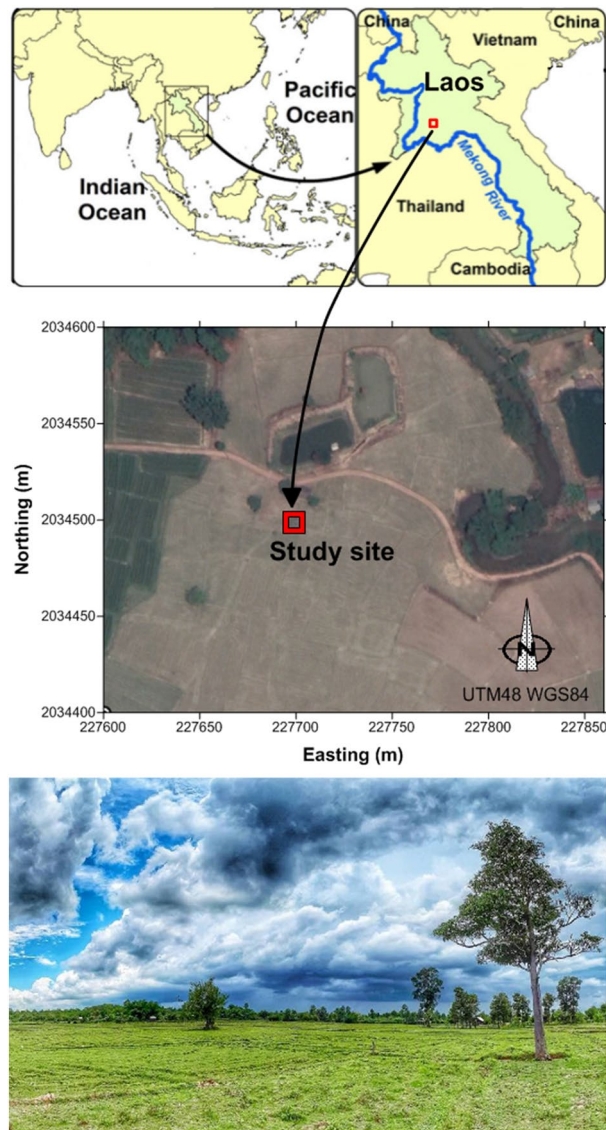 Pacific
Ocean
Indian
Ocean
China
Vietnam
China
Laos
Mekong River
Thailand
Cambodia
2034600
2034550
2034500
2034450
2034400
Northing (m)
Study site
N
UTM48 WGS84
227600
227650
227700
227750
227800
227850
Easting (m)